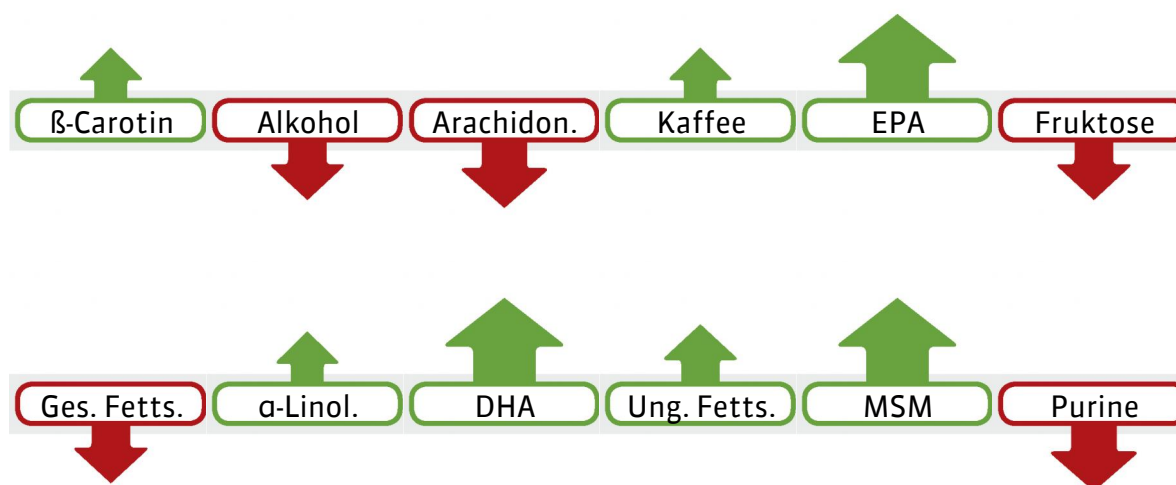 ß-Carotin
Alkohol
Arachidon.
Kaffee
EPA
Fruktose
Ges. Fetts.
α-Linol.
DHA
Ung. Fetts.
MSM
Purine